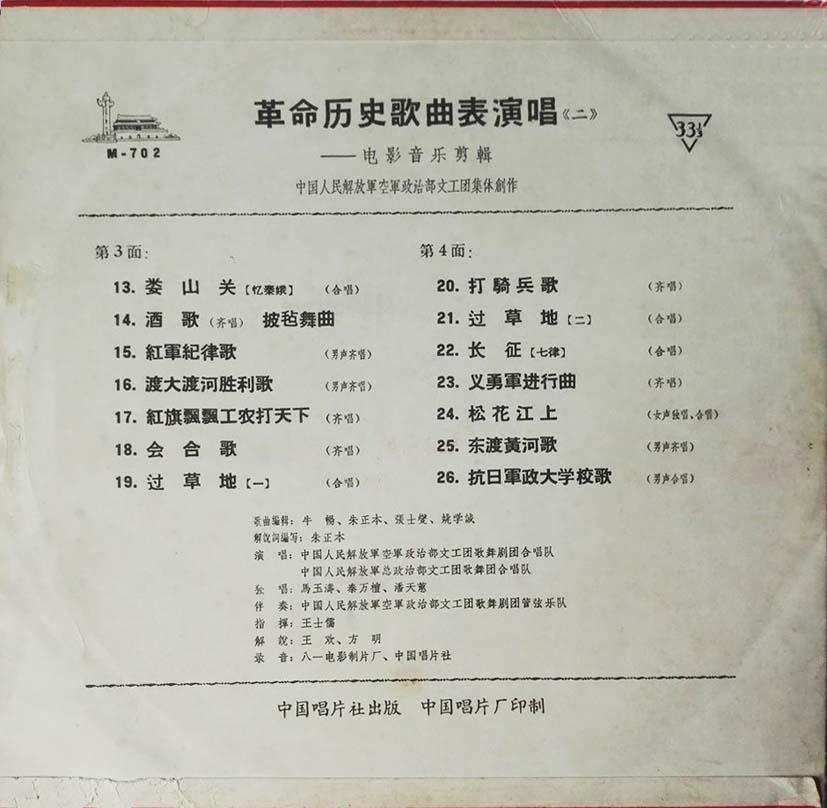 革命历史歌曲表演唱《二》
M-702
33⅓
——电影音乐剪輯
中国人民解放軍空軍政治部文工团集体創作
第3面：
13. 娄山关【忆秦娥】（合唱）
14. 酒歌（齐唱）披毡舞曲
15. 紅軍紀律歌（男声齐唱）
16. 渡大渡河胜利歌（男声齐唱）
17. 紅旗飄飄工农打天下（齐唱）
18. 会合歌（齐唱）
19. 过草地【一】（合唱）
第4面：
20. 打騎兵歌（齐唱）
21. 过草地【二】（合唱）
22. 长征【七律】（合唱）
23. 义勇軍进行曲（齐唱）
24. 松花江上（女声独唱、合唱）
25. 东渡黃河歌（男声齐唱）
26. 抗日軍政大学校歌（男声合唱）
歌曲編輯：牛暢、朱正本、張士燮、姚学誠
解說詞編写：朱正本
演唱：中国人民解放軍空軍政治部文工团歌舞剧团合唱队
中国人民解放軍总政治部文工团歌舞团合唱队
独唱：馬玉濤、秦万檀、潘天蕙
伴奏：中国人民解放軍空軍政治部文工团歌舞剧团管弦乐队
指揮：王士儒
解說：王欢、方明
录音：八一电影制片厂、中国唱片社
中国唱片社出版 中国唱片厂印制